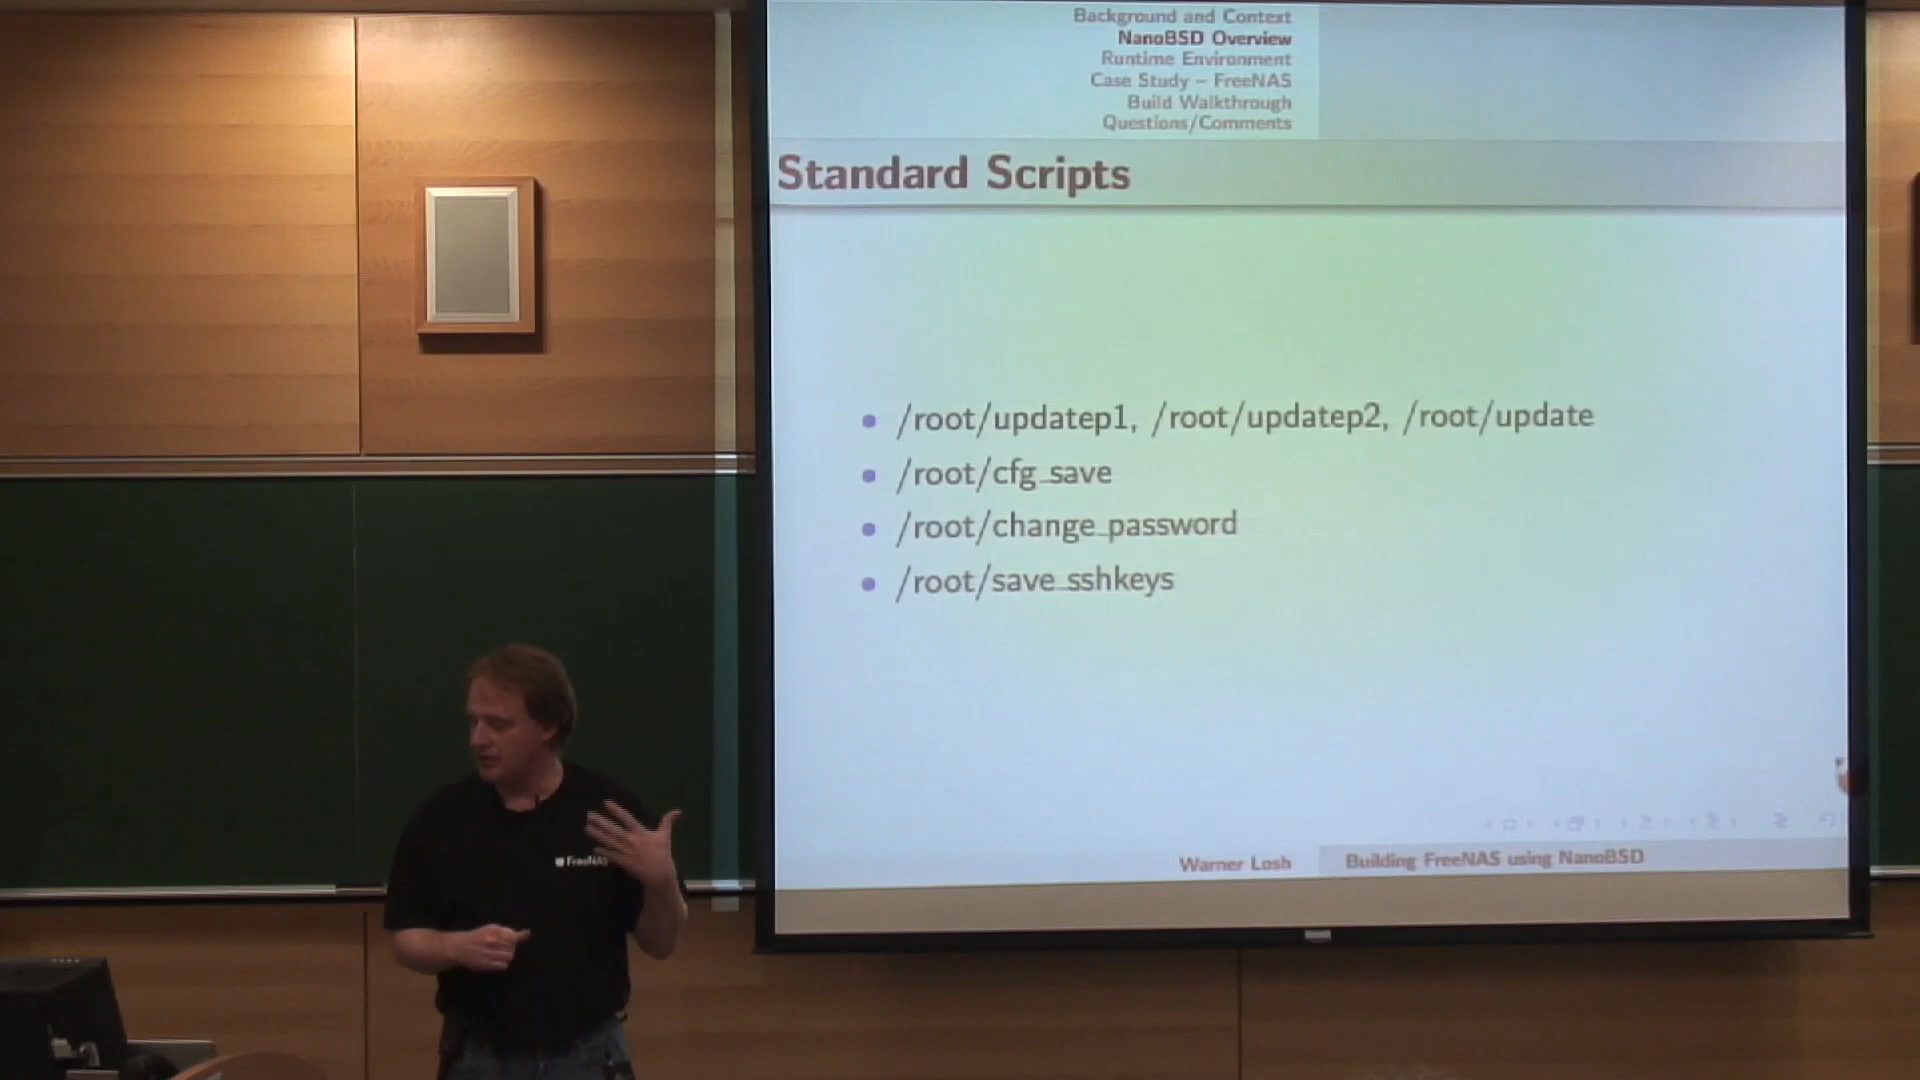 Background and Context
NanoBSD Overview
Runtime Environment
Case Study – FreeNAS
Build Walkthrough
Questions/Comments
Standard Scripts
/root/updatep1, /root/updatep2, /root/update
/root/cfg_save
/root/change_password
/root/save_sshkeys
Warner Losh
Building FreeNAS using NanoBSD
FreeNAS